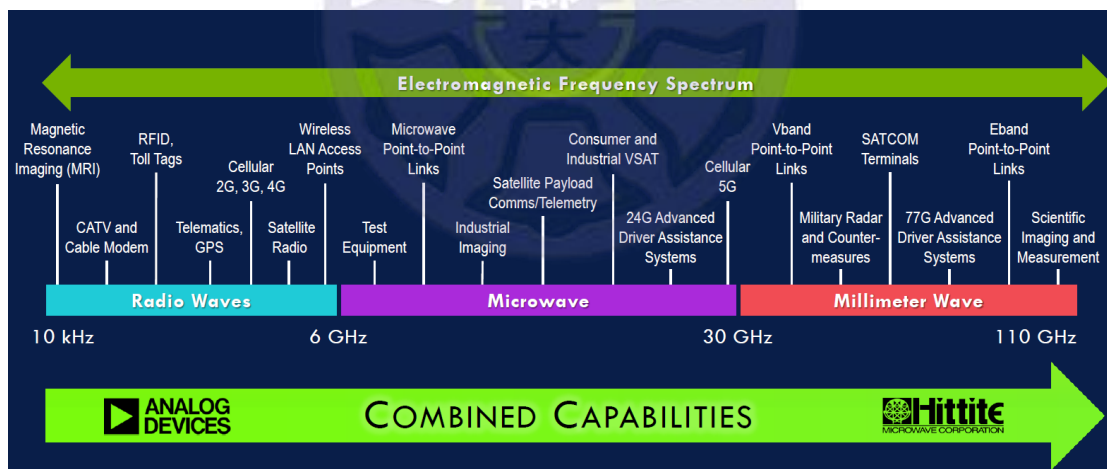 大
Electromagnetic Frequency Spectrum
Magnetic
Resonance
Imaging (MRI)
CATV and
Cable Modem
RFID,
Toll Tags
Telematics,
GPS
Cellular
2G, 3G, 4G
Satellite
Radio
Wireless
LAN Access
Points
Test
Equipment
Microwave
Point-to-Point
Links
Industrial
Imaging
Satellite Payload
Comms/Telemetry
Consumer and
Industrial VSAT
24G Advanced
Driver Assistance
Systems
Cellular
5G
Vband
Point-to-Point
Links
Military Radar
and Counter-
measures
SATCOM
Terminals
77G Advanced
Driver Assistance
Systems
Eband
Point-to-Point
Links
Scientific
Imaging and
Measurement
Radio Waves
Microwave
Millimeter Wave
10 kHz
6 GHz
30 GHz
110 GHz
ANALOG
DEVICES
COMBINED CAPABILITIES
Hittite
MICROWAVE CORPORATION